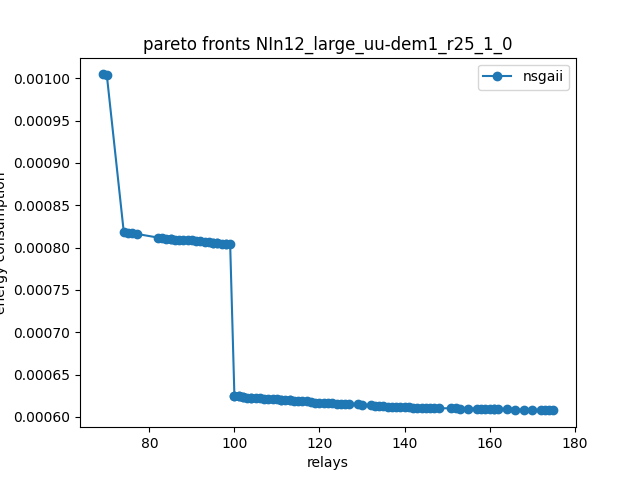 pareto fronts NIn12_large_uu-dem1_r25_1_0
nsgaii
0.00100
0.00095
0.00090
0.00085
0.00080
0.00075
0.00070
0.00065
0.00060
energy consumption
80 100 120 140 160 180
relays